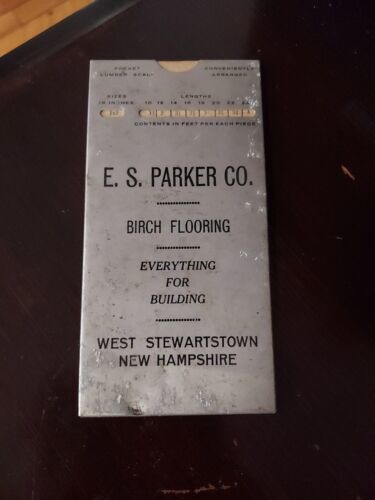 POCKET CONVENIENTLY
LUMBER SCALE ARRANGED
SIZES LENGTHS
IN INCHES 10 12 14 16 18 20 22 24
CONTENTS IN FEET PER EACH PIECE
E. S. PARKER CO.
BIRCH FLOORING
EVERYTHING
FOR
BUILDING
WEST STEWARTSTOWN
NEW HAMPSHIRE